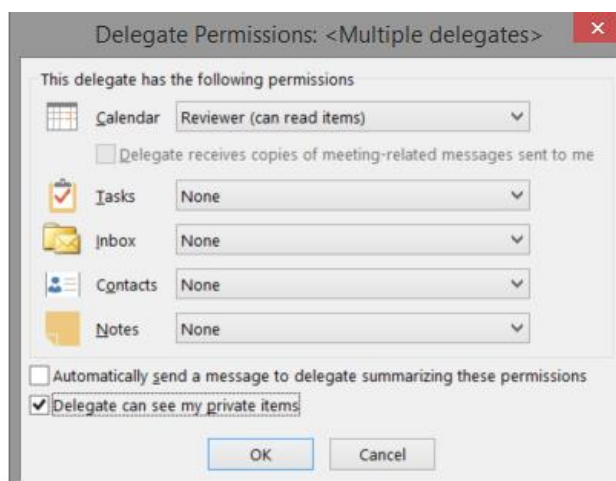 Delegate Permissions: <Multiple delegates>
This delegate has the following permissions
Calendar Reviewer (can read items)
Delegate receives copies of meeting-related messages sent to me
Tasks None
Inbox None
Contacts None
Notes None
Automatically send a message to delegate summarizing these permissions
Delegate can see my private items
OK Cancel